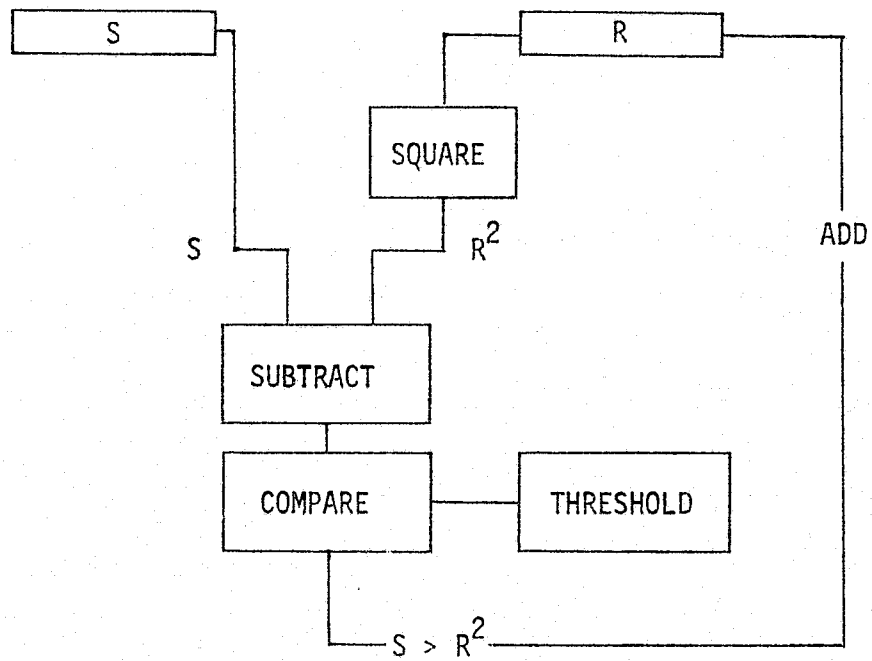 S
R
SQUARE
S
R²
ADD
SUBTRACT
COMPARE
THRESHOLD
S > R²